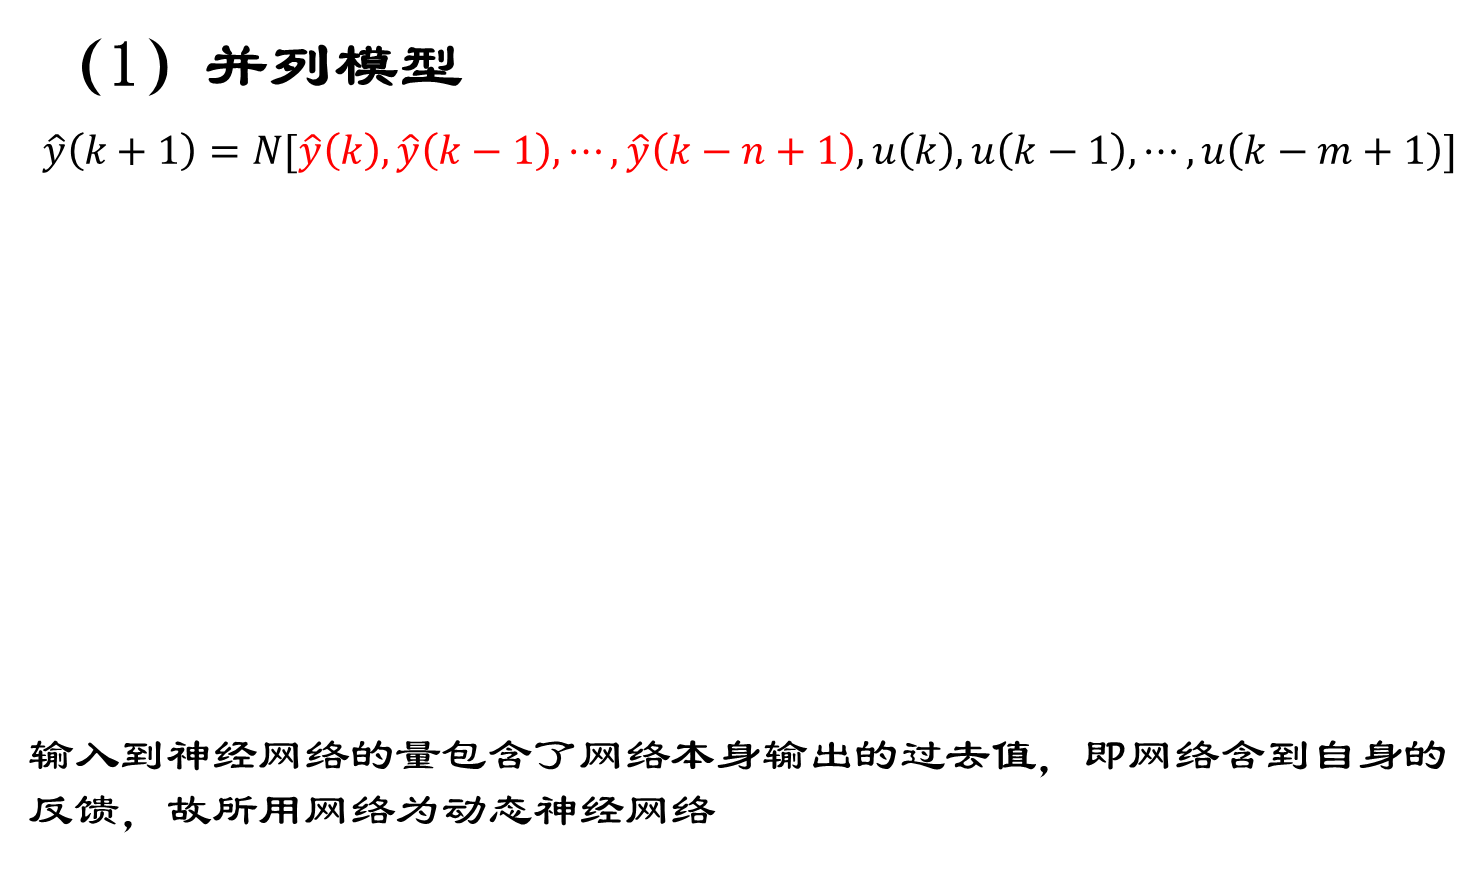 （1）并列模型
ŷ(k + 1) = N[ŷ(k), ŷ(k − 1), ⋯ , ŷ(k − n + 1), u(k), u(k − 1), ⋯ , u(k − m + 1)]
输入到神经网络的量包含了网络本身输出的过去值，即网络含到自身的
反馈，故所用网络为动态神经网络